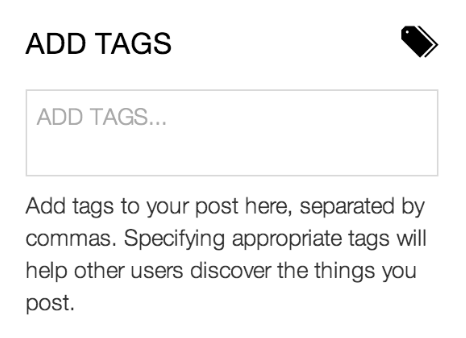 ADD TAGS
ADD TAGS...
Add tags to your post here, separated by
commas. Specifying appropriate tags will
help other users discover the things you
post.